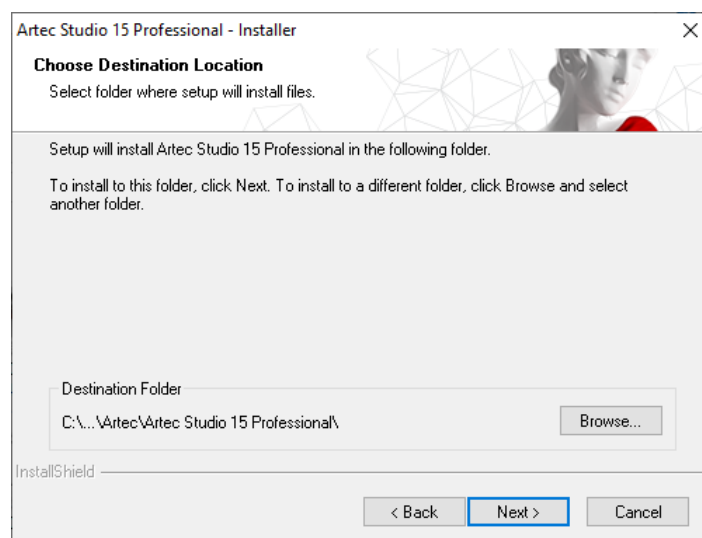 Artec Studio 15 Professional - Installer
Choose Destination Location
Select folder where setup will install files.
Setup will install Artec Studio 15 Professional in the following folder.
To install to this folder, click Next. To install to a different folder, click Browse and select
another folder.
Destination Folder
C:\...\Artec\Artec Studio 15 Professional\
Browse...
InstallShield
< Back
Next >
Cancel